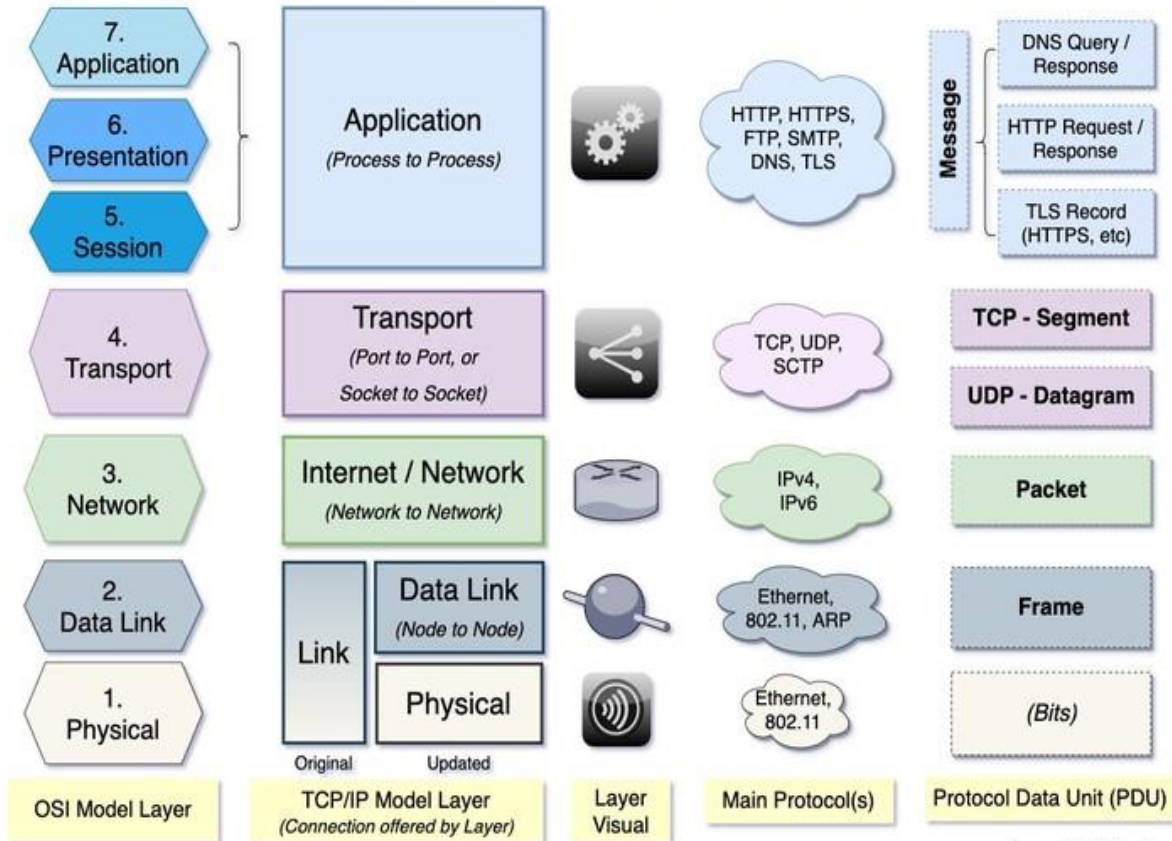 7.
Application
6.
Presentation
5.
Session
Application
(Process to Process)
HTTP, HTTPS,
FTP, SMTP,
DNS, TLS
Message
DNS Query /
Response
HTTP Request /
Response
TLS Record
(HTTPS, etc)
4.
Transport
Transport
(Port to Port, or
Socket to Socket)
TCP, UDP,
SCTP
TCP - Segment
UDP - Datagram
3.
Network
Internet / Network
(Network to Network)
IPv4,
IPv6
Packet
2.
Data Link
Link
Data Link
(Node to Node)
Ethernet,
802.11, ARP
Frame
1.
Physical
Physical
Ethernet,
802.11
(Bits)
Original
Updated
OSI Model Layer
TCP/IP Model Layer
(Connection offered by Layer)
Layer
Visual
Main Protocol(s)
Protocol Data Unit (PDU)